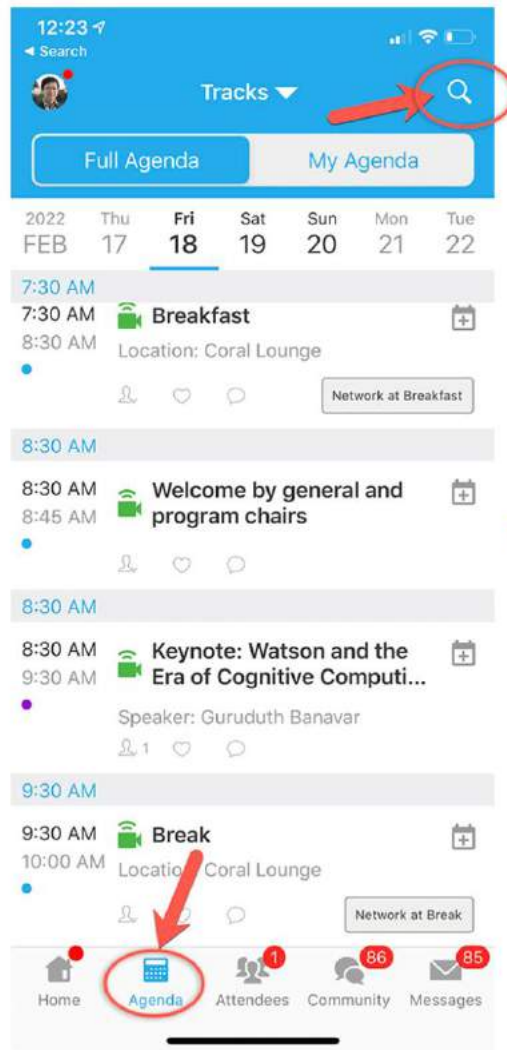 12:23
◀ Search
Tracks
Full Agenda My Agenda
2022 Thu Fri Sat Sun Mon Tue
FEB 17 18 19 20 21 22
7:30 AM
7:30 AM Breakfast
8:30 AM Location: Coral Lounge
Network at Breakfast
8:30 AM
8:30 AM Welcome by general and
8:45 AM program chairs
8:30 AM
8:30 AM Keynote: Watson and the
9:30 AM Era of Cognitive Computi...
Speaker: Guruduth Banavar
1
9:30 AM
9:30 AM Break
10:00 AM Location: Coral Lounge
Network at Break
1 86 85
Home Agenda Attendees Community Messages